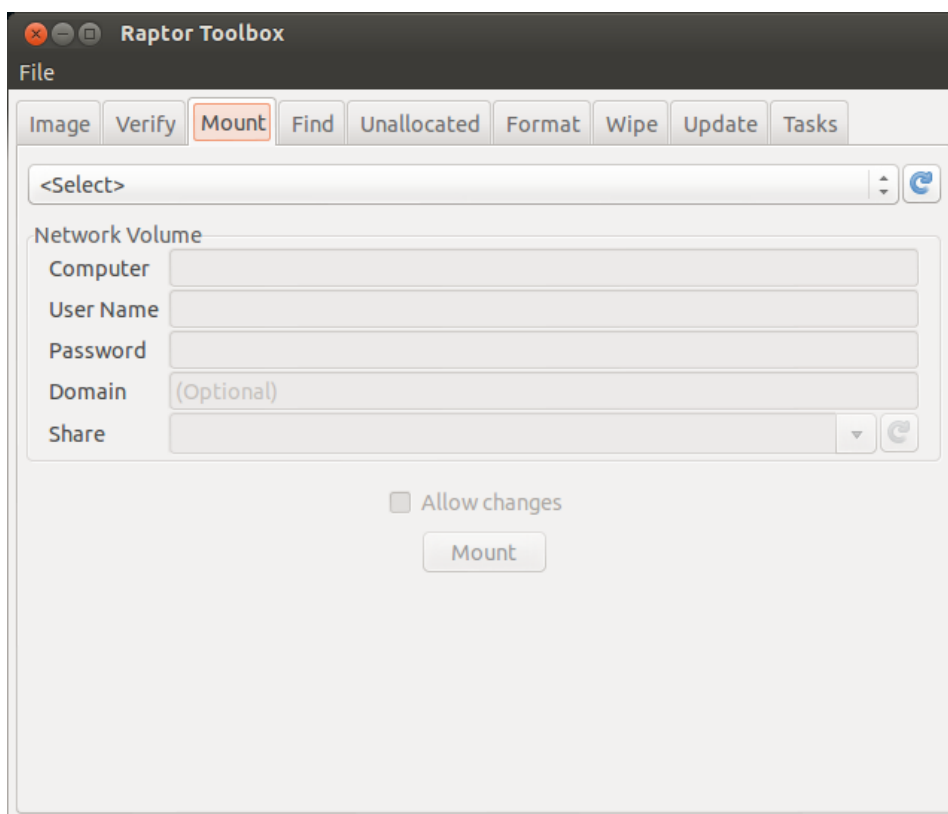 Raptor Toolbox
File
Image Verify Mount Find Unallocated Format Wipe Update Tasks
<Select>
Network Volume
Computer
User Name
Password
Domain (Optional)
Share
Allow changes
Mount